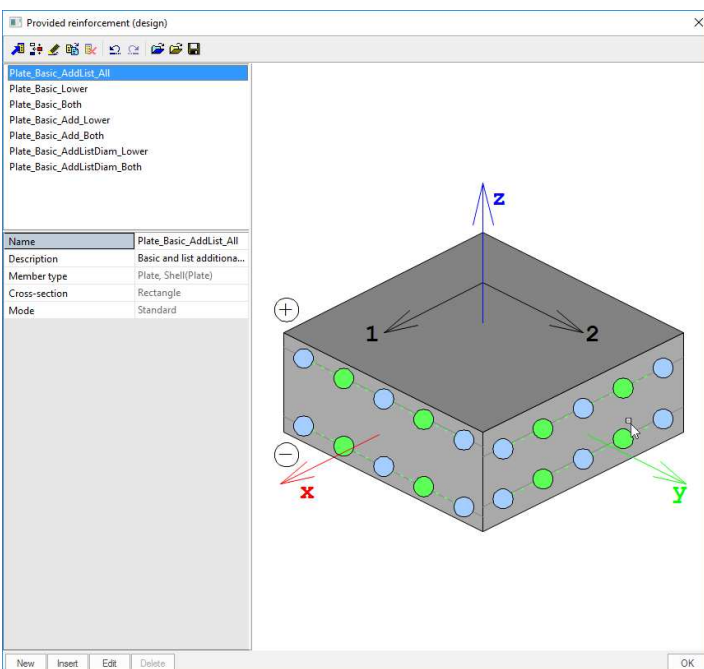 Provided reinforcement (design)
Plate_Basic_AddList_All
Plate_Basic_Lower
Plate_Basic_Both
Plate_Basic_Add_Lower
Plate_Basic_Add_Both
Plate_Basic_AddListDiam_Lower
Plate_Basic_AddListDiam_Both
Name Plate_Basic_AddList_All
Description Basic and list additiona...
Member type Plate, Shell(Plate)
Cross-section Rectangle
Mode Standard
z
1 2
x
y
New Insert Edit Delete OK